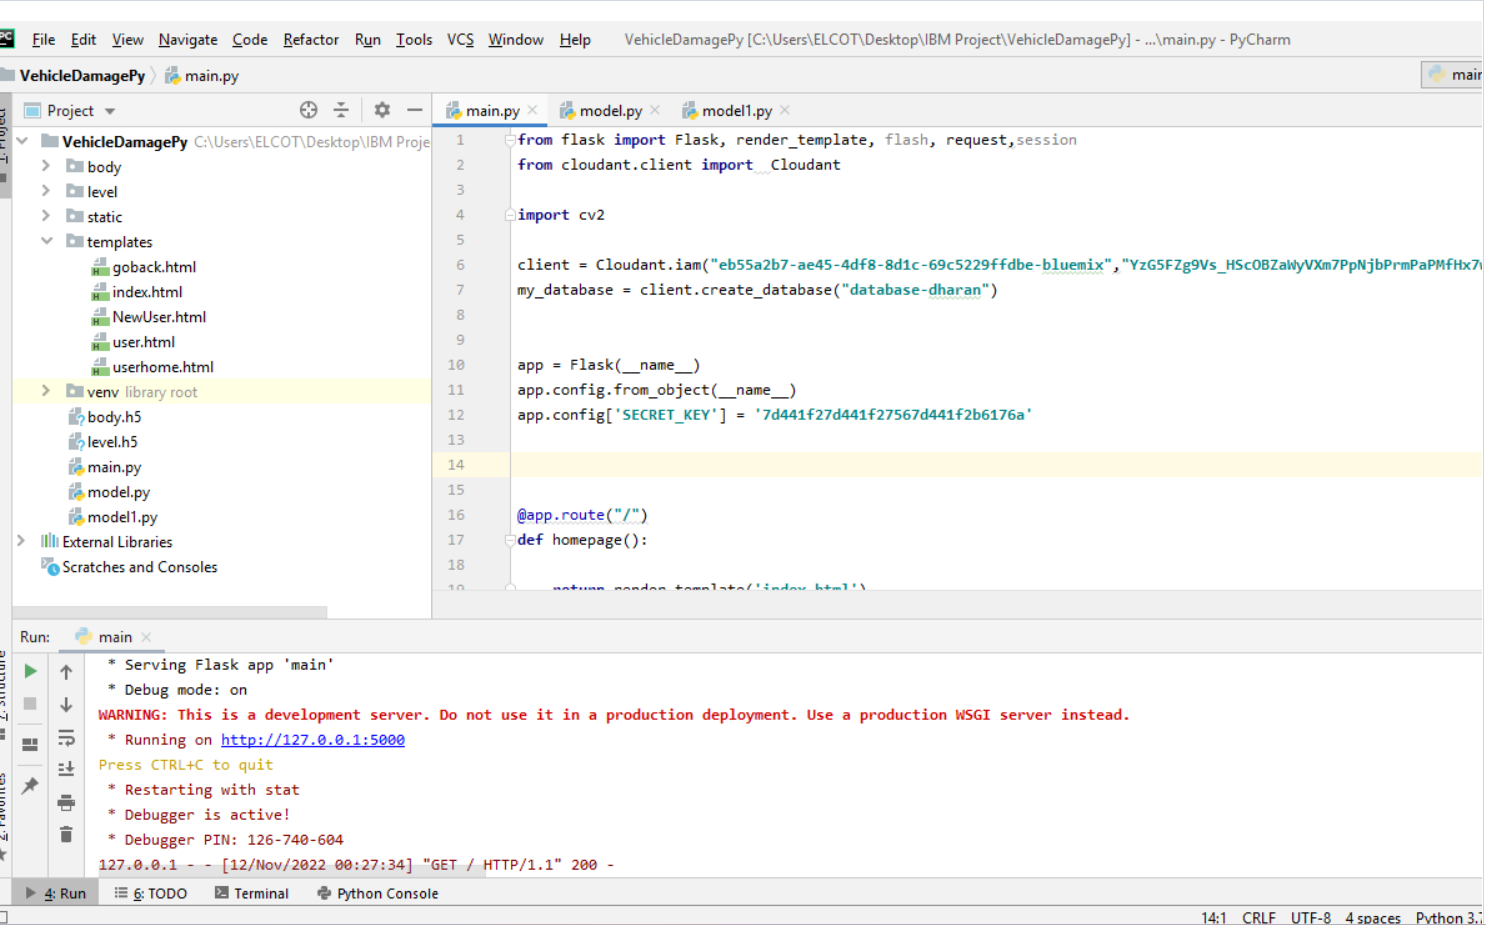 PC File Edit View Navigate Code Refactor Run Tools VCS Window Help VehicleDamagePy [C:\Users\ELCOT\Desktop\IBM Project\VehicleDamagePy] - ...\main.py - PyCharm
VehicleDamagePy main.py
Project
main.py model.py model1.py
VehicleDamagePy C:\Users\ELCOT\Desktop\IBM Proje
body
level
static
templates
goback.html
index.html
NewUser.html
user.html
userhome.html
venv library root
body.h5
level.h5
main.py
model.py
model1.py
External Libraries
Scratches and Consoles
1 from flask import Flask, render_template, flash, request,session
2 from cloudant.client import  Cloudant
3
4 import cv2
5
6 client = Cloudant.iam("eb55a2b7-ae45-4df8-8d1c-69c5229ffdbe-bluemix","YzG5FZg9Vs_HScOBZaWyVXm7PpNjbPrmPaPMfHx7
7 my_database = client.create_database("database-dharan")
8
9
10 app = Flask(__name__)
11 app.config.from_object(__name__)
12 app.config['SECRET_KEY'] = '7d441f27d441f27567d441f2b6176a'
13
14
15
16 @app.route("/")
17 def homepage():
18
19 return render_template('index.html')
Run: main
* Serving Flask app 'main'
* Debug mode: on
WARNING: This is a development server. Do not use it in a production deployment. Use a production WSGI server instead.
* Running on http://127.0.0.1:5000
Press CTRL+C to quit
* Restarting with stat
* Debugger is active!
* Debugger PIN: 126-740-604
127.0.0.1 - - [12/Nov/2022 00:27:34] "GET / HTTP/1.1" 200 -
4: Run 6: TODO Terminal Python Console
14:1 CRLF UTF-8 4 spaces Python 3.